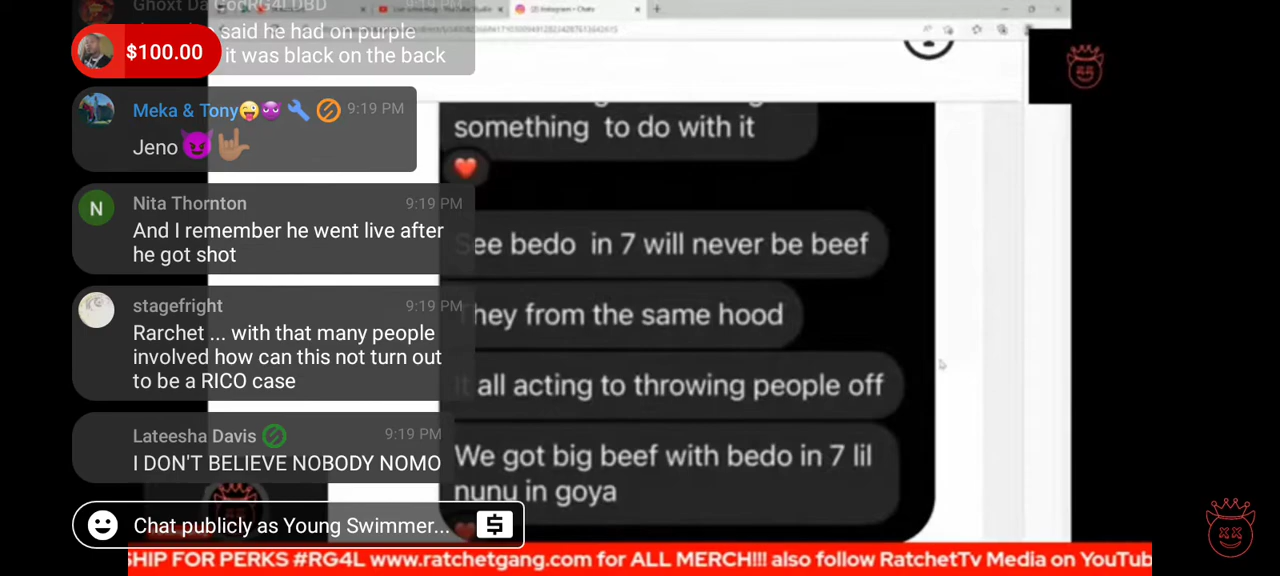 Ghoxt Da GodRG4LDBD
said he had on purple
it was black on the back
$100.00
Meka & Tony😜😈🔧 9:19 PM
Jeno 😈🤟🏽
N
Nita Thornton 9:19 PM
And I remember he went live after
he got shot
stagefright 9:19 PM
Rarchet ... with that many people
involved how can this not turn out
to be a RICO case
Lateesha Davis 9:19 PM
I DON'T BELIEVE NOBODY NOMO
Chat publicly as Young Swimmer...
something to do with it
❤️
See bedo in 7 will never be beef
They from the same hood
It all acting to throwing people off
We got big beef with bedo in 7 lil
nunu in goya
SHIP FOR PERKS #RG4L www.ratchetgang.com for ALL MERCH!!! also follow RatchetTv Media on YouTub